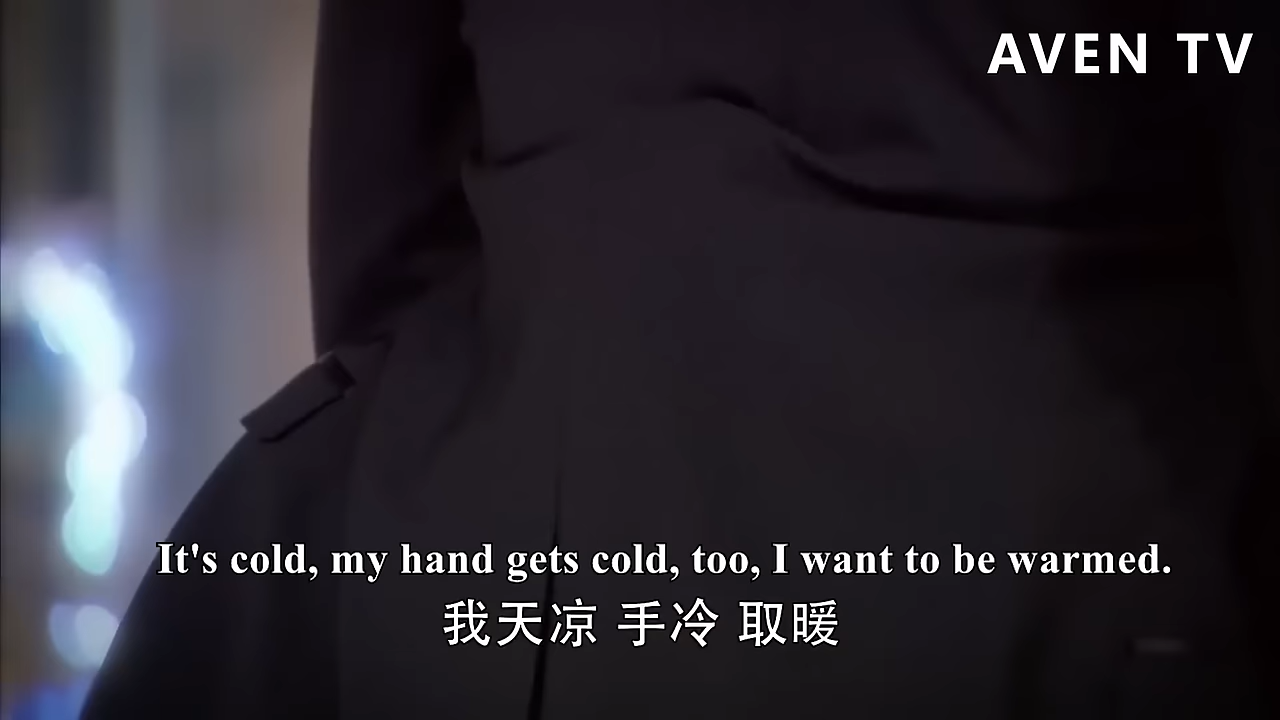 AVEN TV
It's cold, my hand gets cold, too, I want to be warmed.
我天凉 手冷 取暖